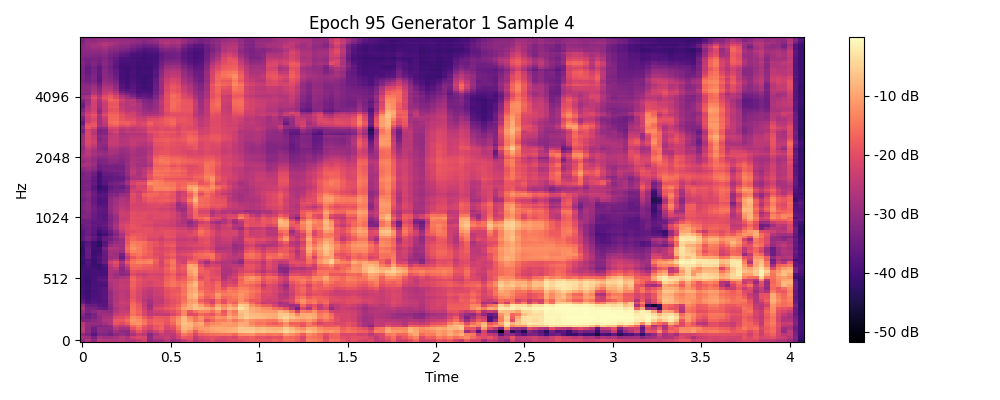 Epoch 95 Generator 1 Sample 4
Hz
4096
2048
1024
512
0
0 0.5 1 1.5 2 2.5 3 3.5 4
Time
-10 dB
-20 dB
-30 dB
-40 dB
-50 dB